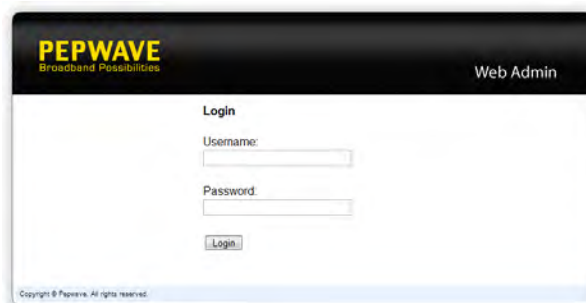 PEPWAVE
Broadband Possibilities
Web Admin
Login
Username:
Password:
Login
Copyright © Pepwave. All rights reserved.